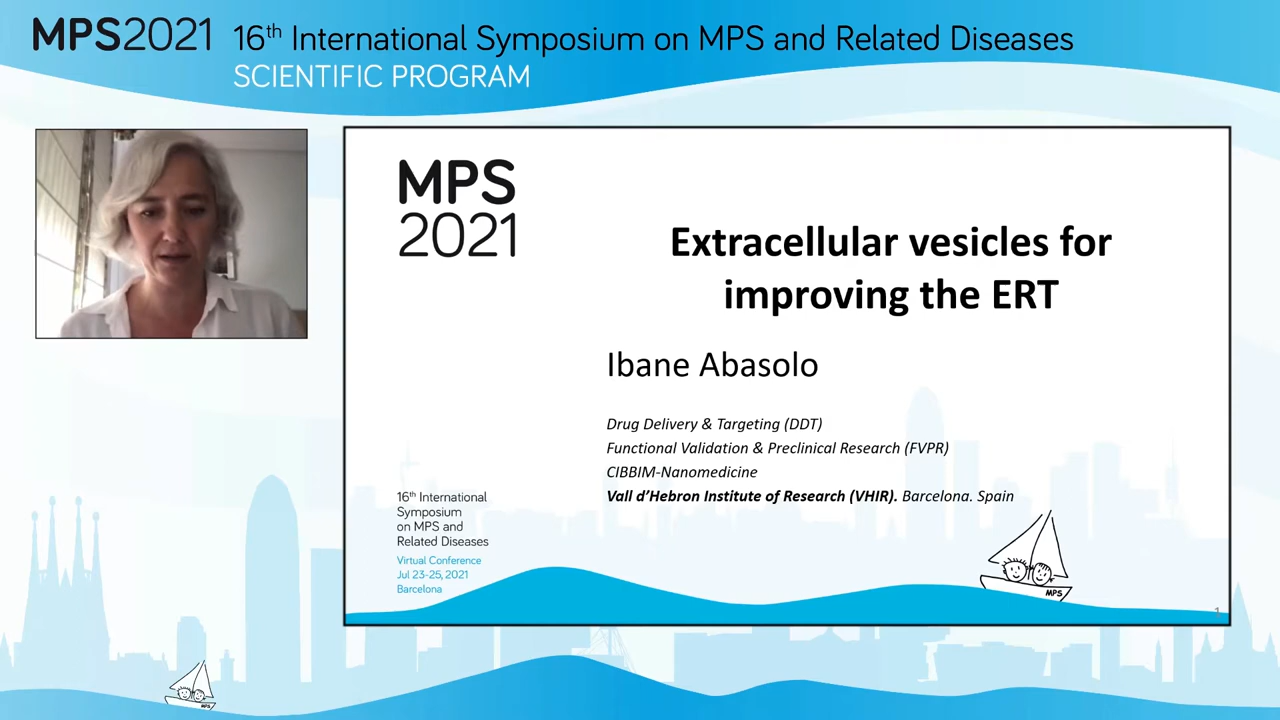 MPS2021 16th International Symposium on MPS and Related Diseases
SCIENTIFIC PROGRAM
MPS
2021
Extracellular vesicles for
improving the ERT
Ibane Abasolo
Drug Delivery & Targeting (DDT)
Functional Validation & Preclinical Research (FVPR)
CIBBIM-Nanomedicine
Vall d'Hebron Institute of Research (VHIR). Barcelona. Spain
16th International
Symposium
on MPS and
Related Diseases
Virtual Conference
Jul 23-25, 2021
Barcelona
MPS
1
MPS